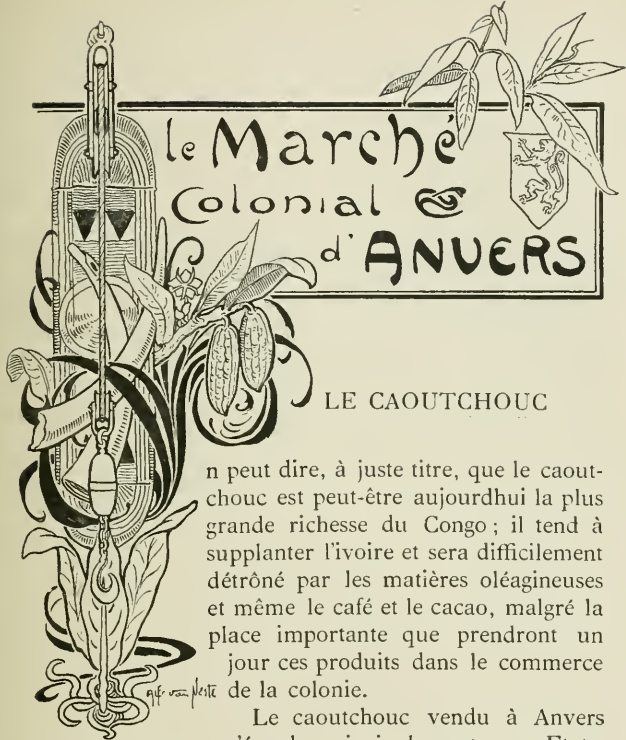 le Marché
Colonial
d'ANVERS
LE CAOUTCHOUC
n peut dire, à juste titre, que le caout-
chouc est peut-être aujourdhui la plus
grande richesse du Congo ; il tend à
supplanter l'ivoire et sera difficilement
détrôné par les matières oléagineuses
et même le café et le cacao, malgré la
place importante que prendront un
jour ces produits dans le commerce
de la colonie.
Le caoutchouc vendu à Anvers